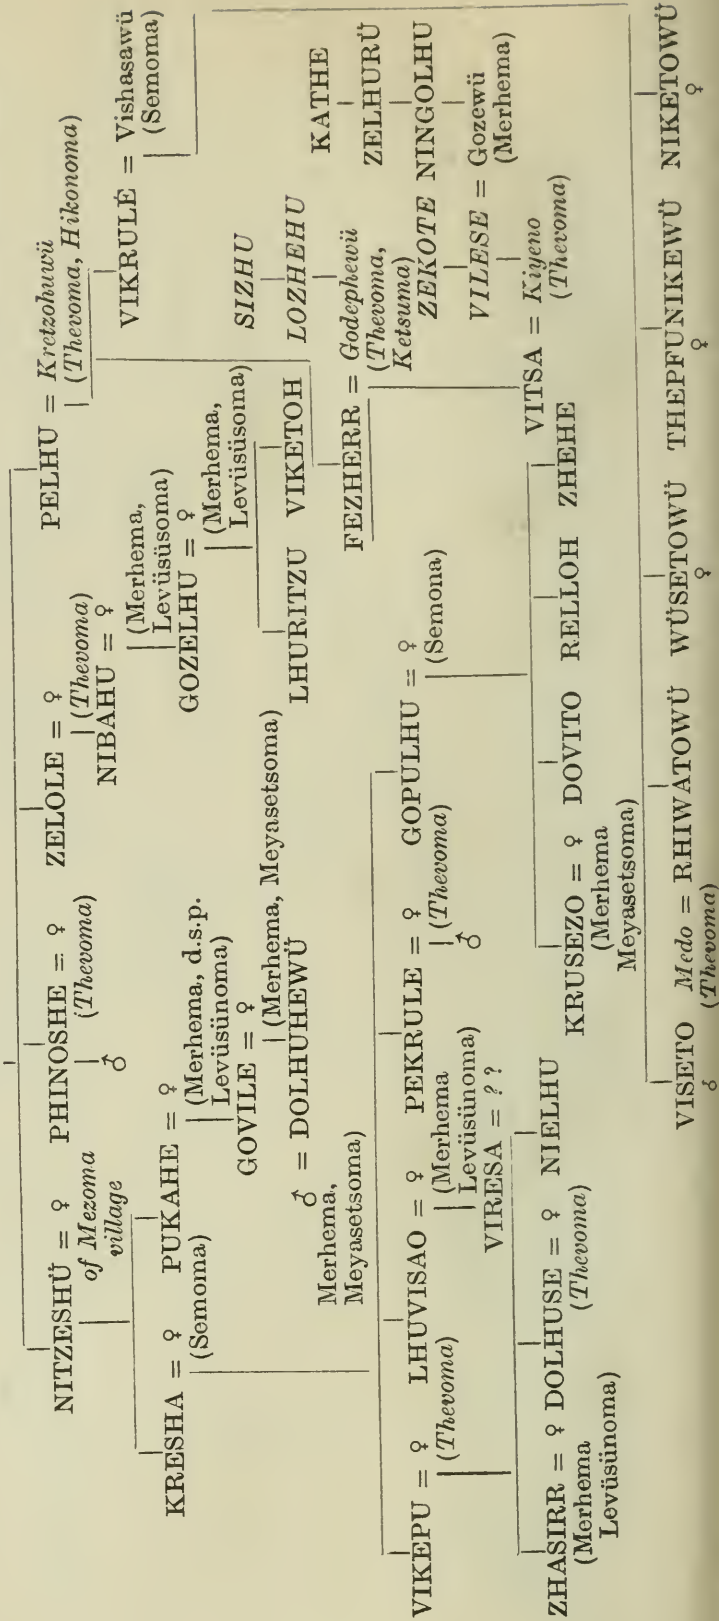 NITZESHÜ = ♀ PHINOSHE = ♀ ZELOLE = ♀ PELHU = Kretzohuwü
of Mezoma (Thevoma) (Thevoma) (Thevoma, Hikonoma)
village ♂ NIBAHU = ♀ VIKRULÉ = Vishasawü
(Merhema, (Semoma)
Levüsüsoma)
KRESHA = ♀ PUKAHE = ♀ GOZELHU = ♀ SIZHU
(Semoma) (Merhema, d.s.p. (Merhema, LOZHEHU KATHE
Levüsünoma) Levüsüsoma)
GOVILE = ♀ ZELHURÜ
(Merhema, Meyasetsoma) LHURITZU VIKETOH
♂ = DOLHUHEWÜ FEZHERR = Godephewü
Merhema, (Thevoma,
Meyasetsoma) Ketsuma)
ZEKOTE NINGOLHU
VILESE = Gozewü
(Merhema)
VIKEPU = ♀ LHUVISAO = ♀ PEKRULE = ♀ GOPULHU = ♀
(Thevoma) (Merhema (Thevoma) (Semona)
Levüsünoma) ♂
VIRESA = ? ? VITSA = Kiyeno
(Thevoma)
ZHASIRR = ♀ DOLHUSE = ♀ NIELHU KRUSEZO = ♀ DOVITO RELLOH ZHEHE
(Merhema (Thevoma) (Merhema
Levüsünoma) Meyasetsoma)
VISETO Medo = RHIWATOWÜ WÜSETOWÜ THEPFUNIKEWÜ NIKETOWÜ
♂ (Thevoma) ♀ ♀ ♀